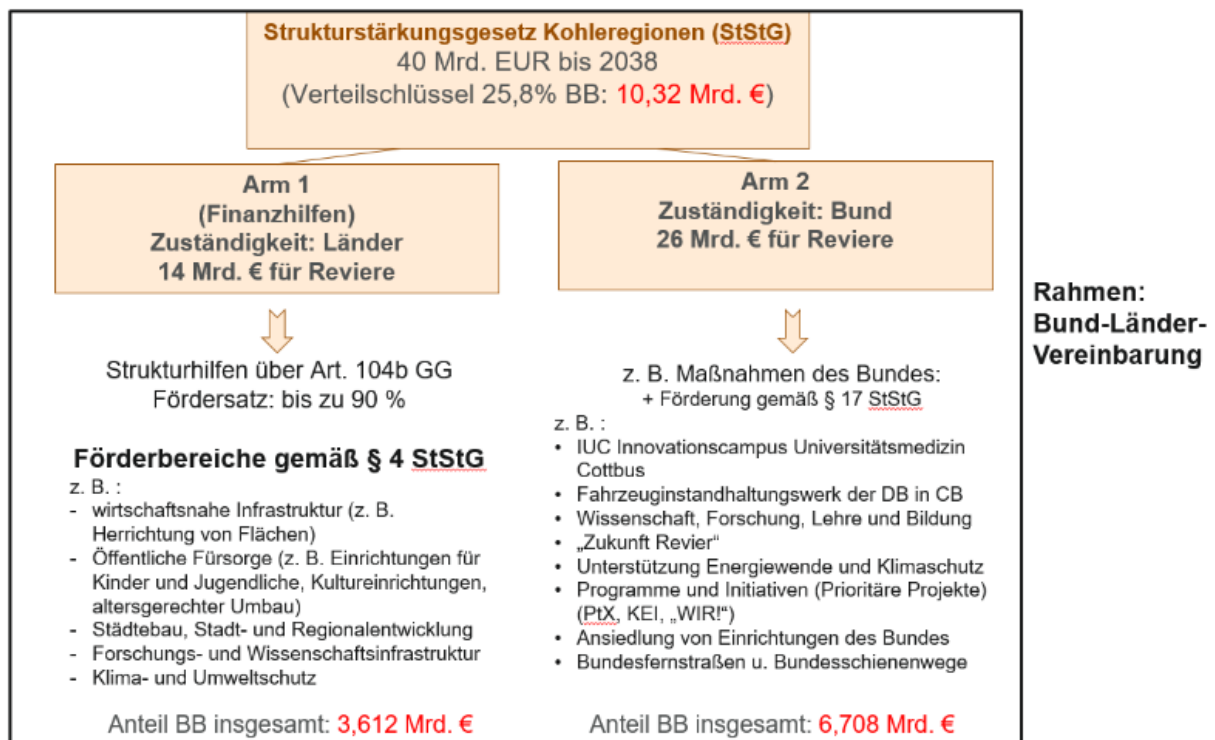 Strukturstärkungsgesetz Kohleregionen (StStG)
40 Mrd. EUR bis 2038
(Verteilschlüssel 25,8% BB: 10,32 Mrd. €)
Arm 1
(Finanzhilfen)
Zuständigkeit: Länder
14 Mrd. € für Reviere
Strukturhilfen über Art. 104b GG
Fördersatz: bis zu 90 %
Förderbereiche gemäß § 4 StStG
z. B. :
- wirtschaftsnahe Infrastruktur (z. B.
Herrichtung von Flächen)
- Öffentliche Fürsorge (z. B. Einrichtungen für
Kinder und Jugendliche, Kultureinrichtungen,
altersgerechter Umbau)
- Städtebau, Stadt- und Regionalentwicklung
- Forschungs- und Wissenschaftsinfrastruktur
- Klima- und Umweltschutz
Anteil BB insgesamt: 3,612 Mrd. €
Arm 2
Zuständigkeit: Bund
26 Mrd. € für Reviere
z. B. Maßnahmen des Bundes:
+ Förderung gemäß § 17 StStG
z. B. :
• IUC Innovationscampus Universitätsmedizin
Cottbus
• Fahrzeuginstandhaltungswerk der DB in CB
• Wissenschaft, Forschung, Lehre und Bildung
• „Zukunft Revier“
• Unterstützung Energiewende und Klimaschutz
• Programme und Initiativen (Prioritäre Projekte)
(PtX, KEI, „WIR!“)
• Ansiedlung von Einrichtungen des Bundes
• Bundesfernstraßen u. Bundesschienenwege
Anteil BB insgesamt: 6,708 Mrd. €
Rahmen:
Bund-Länder-
Vereinbarung